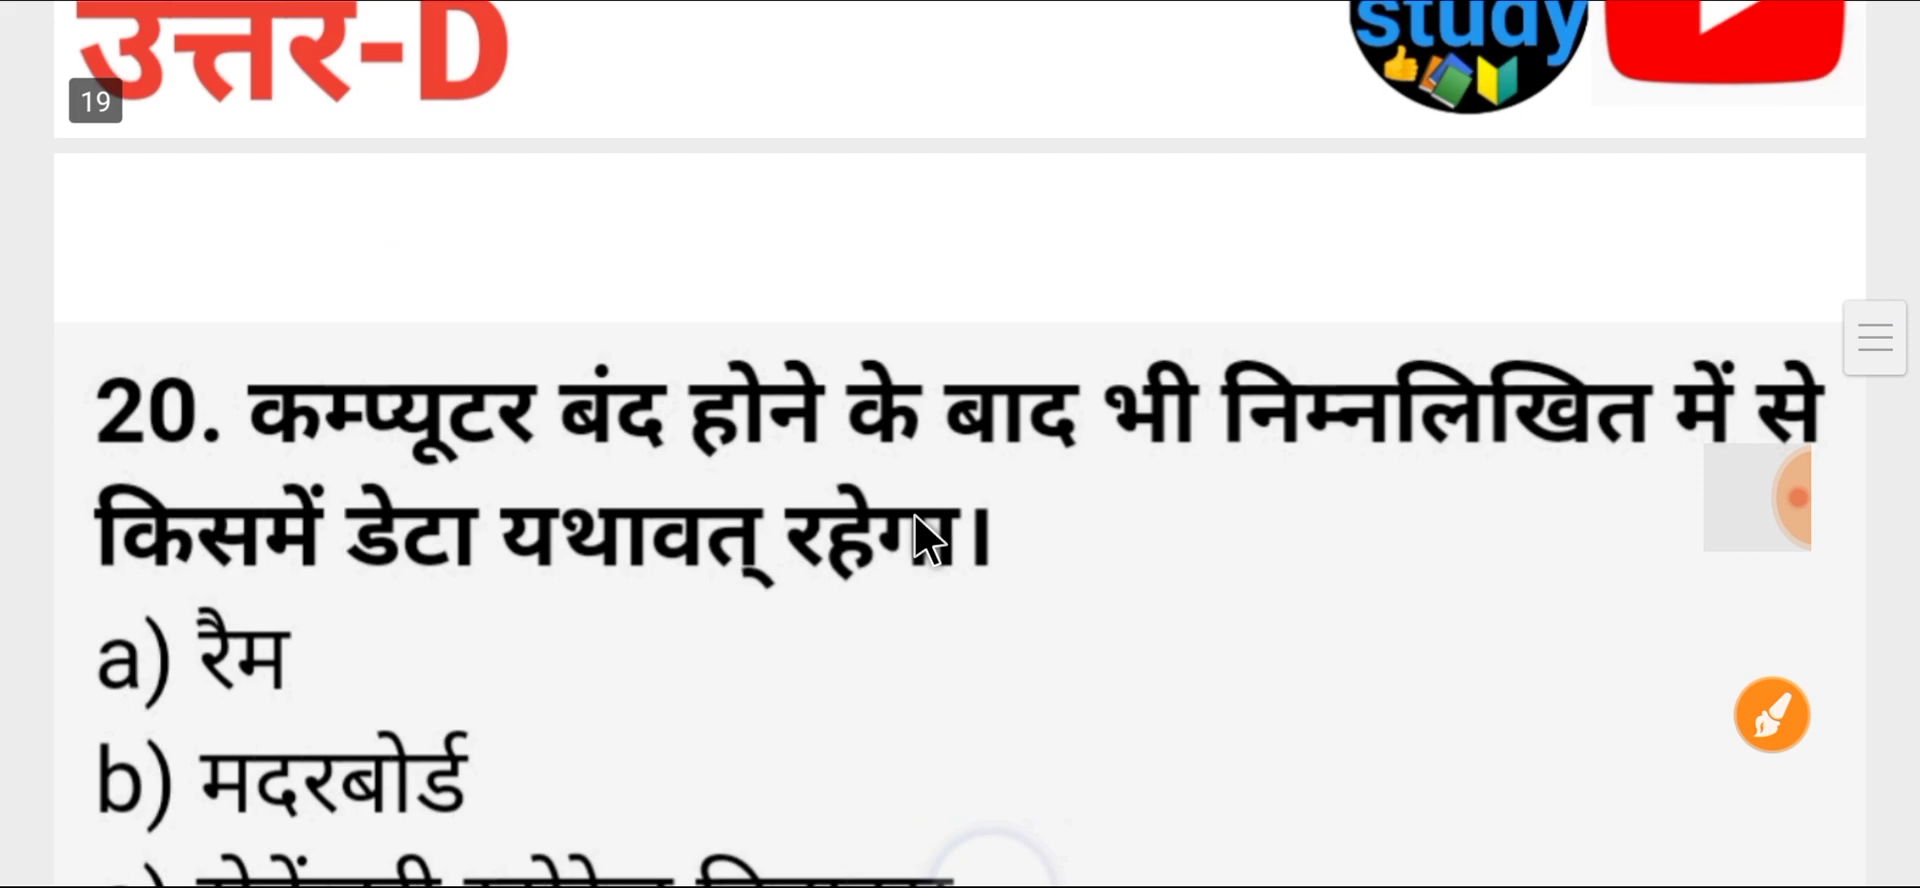 उत्तर-D
study
19
20. कम्प्यूटर बंद होने के बाद भी निम्नलिखित में से
किसमें डेटा यथावत् रहेगा।
a) रैम
b) मदरबोर्ड